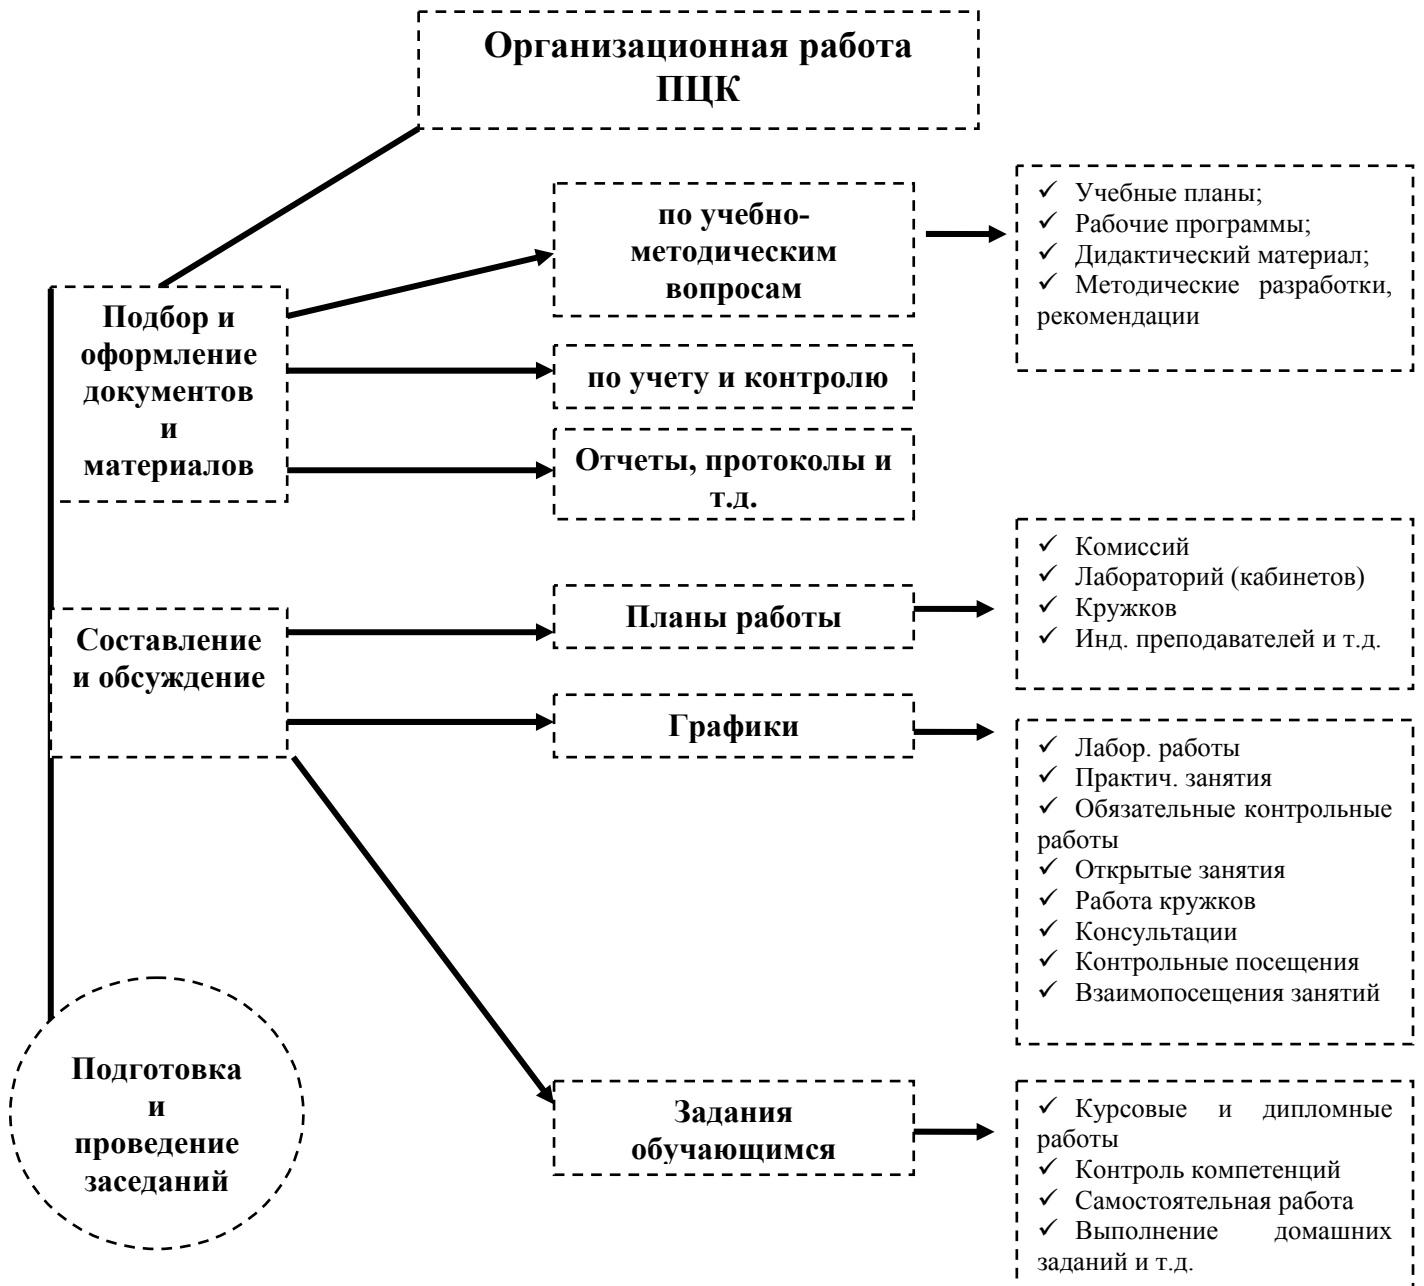 Организационная работа
ПЦК
Подбор и
оформление
документов
и
материалов
по учебно-
методическим
вопросам
✓ Учебные планы;
✓ Рабочие программы;
✓ Дидактический материал;
✓ Методические разработки,
рекомендации
по учету и контролю
Отчеты, протоколы и
т.д.
Составление
и обсуждение
Планы работы
✓ Комиссий
✓ Лабораторий (кабинетов)
✓ Кружков
✓ Инд. преподавателей и т.д.
Графики
✓ Лабор. работы
✓ Практич. занятия
✓ Обязательные контрольные
работы
✓ Открытые занятия
✓ Работа кружков
✓ Консультации
✓ Контрольные посещения
✓ Взаимопосещения занятий
Задания
обучающимся
✓ Курсовые и дипломные
работы
✓ Контроль компетенций
✓ Самостоятельная работа
✓ Выполнение домашних
заданий и т.д.
Подготовка
и
проведение
заседаний